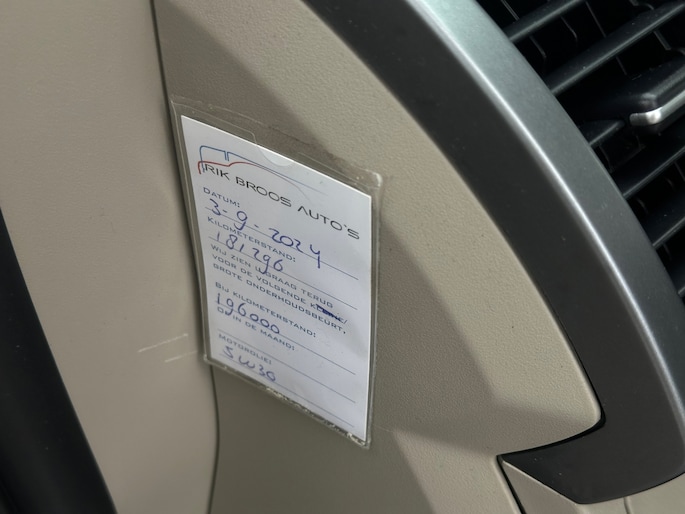 RIK BROOS AUTO'S
DATUM:
3-9-2024
KILOMETERSTAND:
181296
WIJ ZIEN U GRAAG TERUG
VOOR DE VOLGENDE
GROTE ONDERHOUDSBEURT.
BIJ KILOMETERSTAND:
196000
OF IN DE MAAND:
MOTOROLIE:
5W30